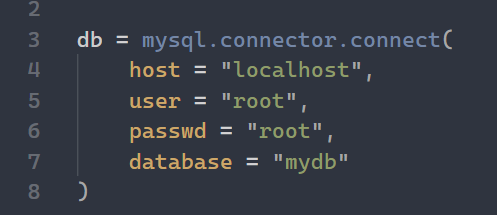 2
3 db = mysql.connector.connect(
4     host = "localhost",
5     user = "root",
6     passwd = "root",
7     database = "mydb"
8 )